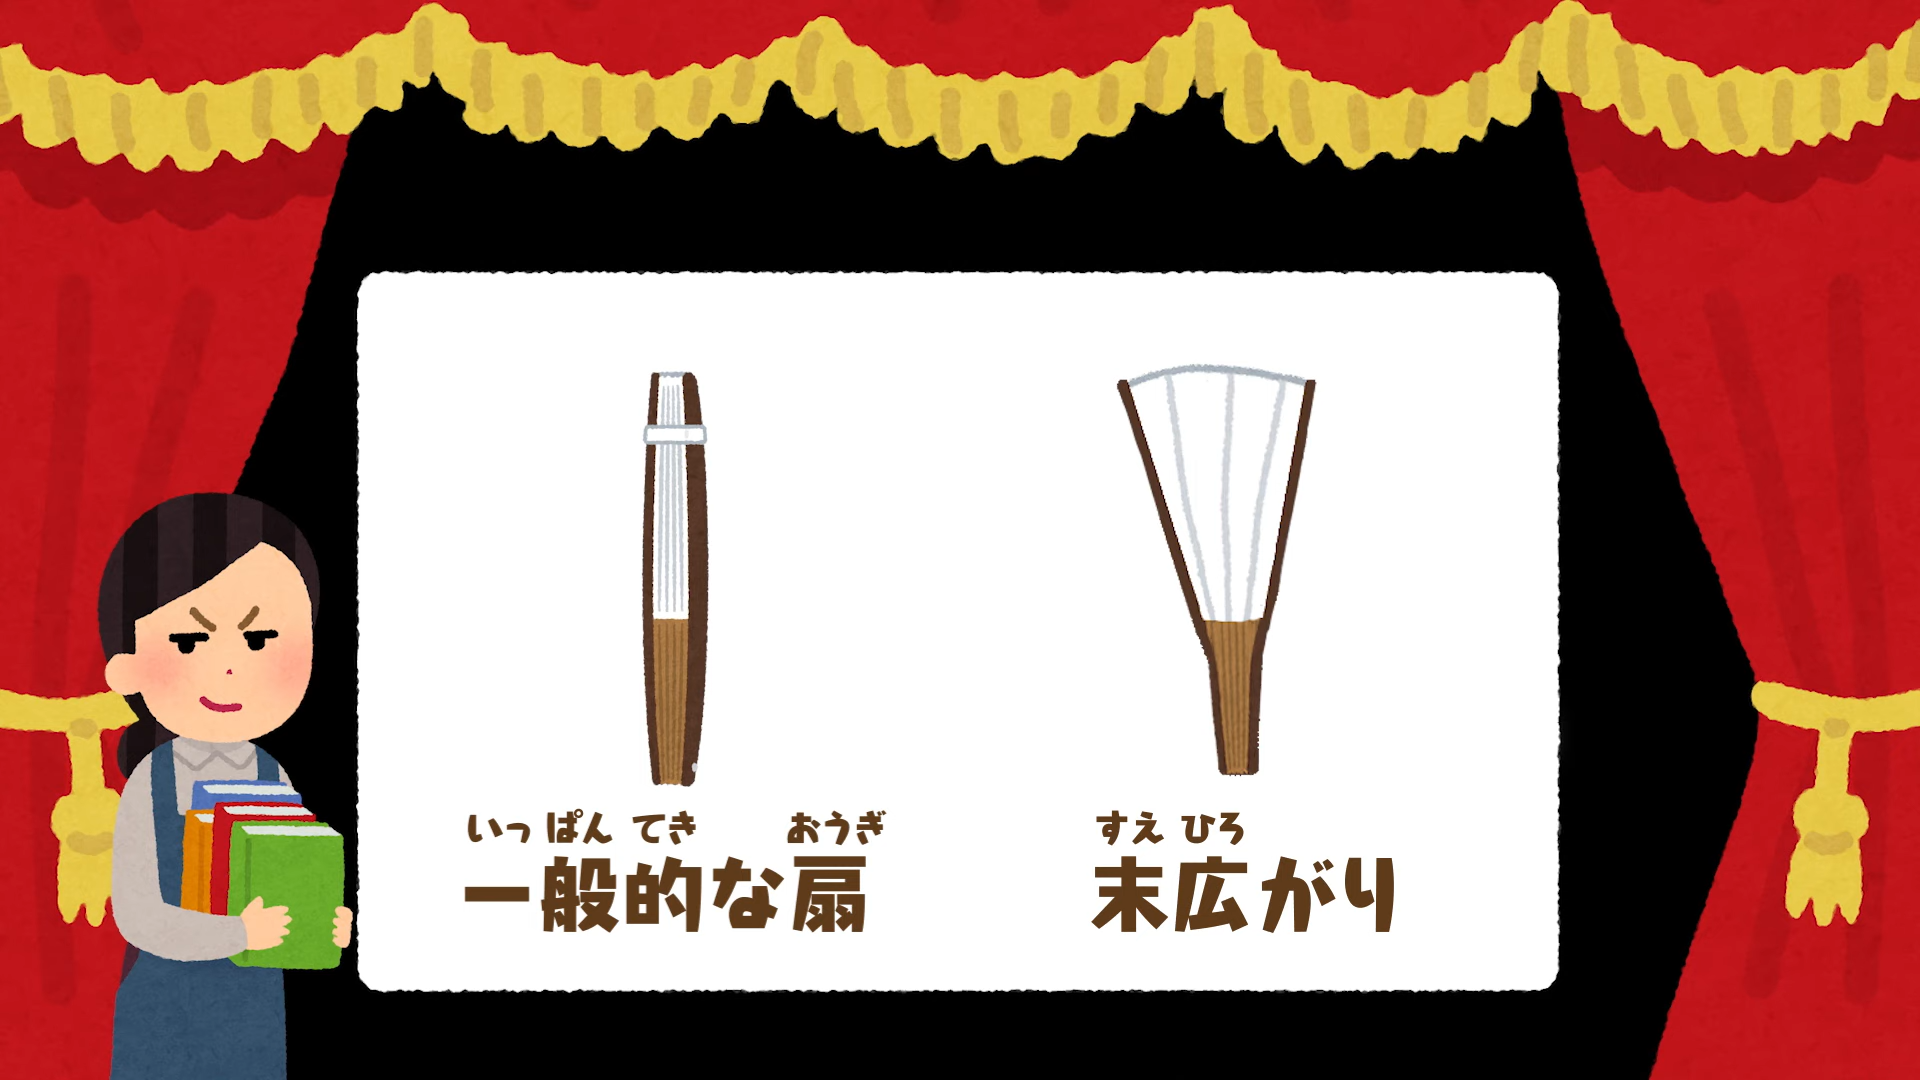 いっ ぱん てき おうぎ
一般的な扇
すえ ひろ
末広がり